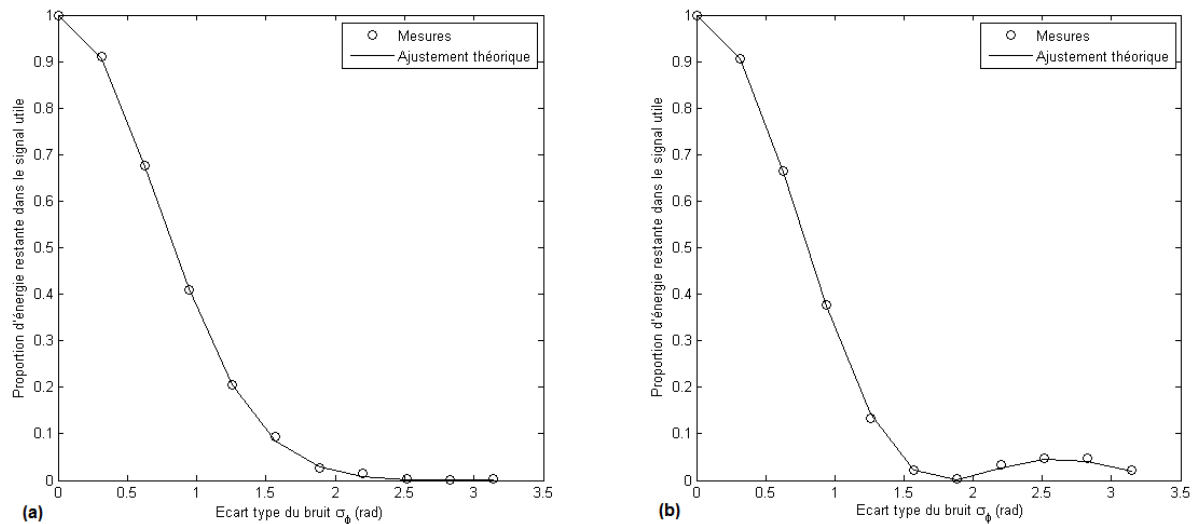 1
0.9
0.8
0.7
0.6
0.5
0.4
0.3
0.2
0.1
0
Proportion d'énergie restante dans le signal utile
Mesures
Ajustement théorique
0 0.5 1 1.5 2 2.5 3 3.5
Ecart type du bruit σϕ (rad)
(a)
1
0.9
0.8
0.7
0.6
0.5
0.4
0.3
0.2
0.1
0
Proportion d'énergie restante dans le signal utile
Mesures
Ajustement théorique
0 0.5 1 1.5 2 2.5 3 3.5
Ecart type du bruit σϕ (rad)
(b)